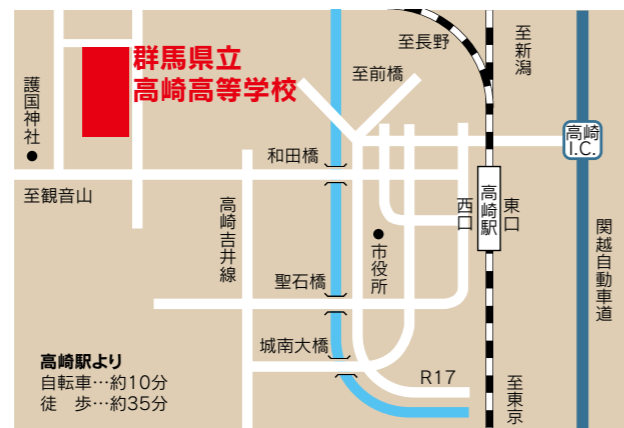 群馬県立
高崎高等学校
至長野
至新潟
至前橋
護国神社
高崎
I.C.
和田橋
至観音山
高崎吉井線
西口
高崎駅
東口
市役所
関越自動車道
聖石橋
城南大橋
高崎駅より
自転車…約10分
徒　歩…約35分
R17
至東京